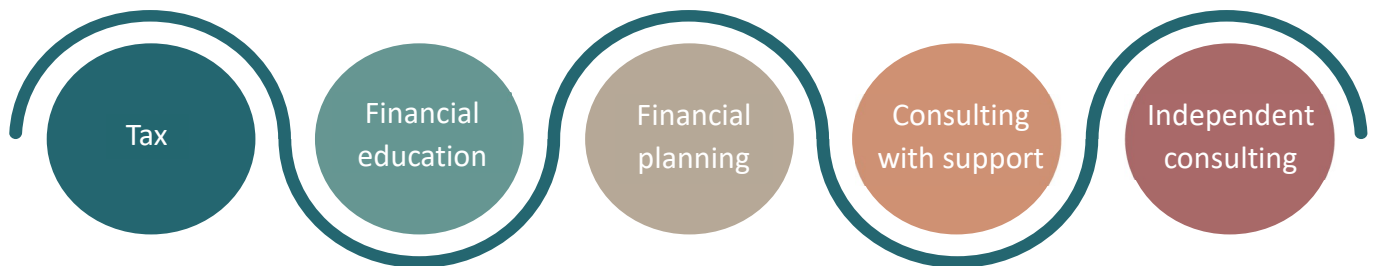 Tax
Financial
education
Financial
planning
Consulting
with support
Independent
consulting